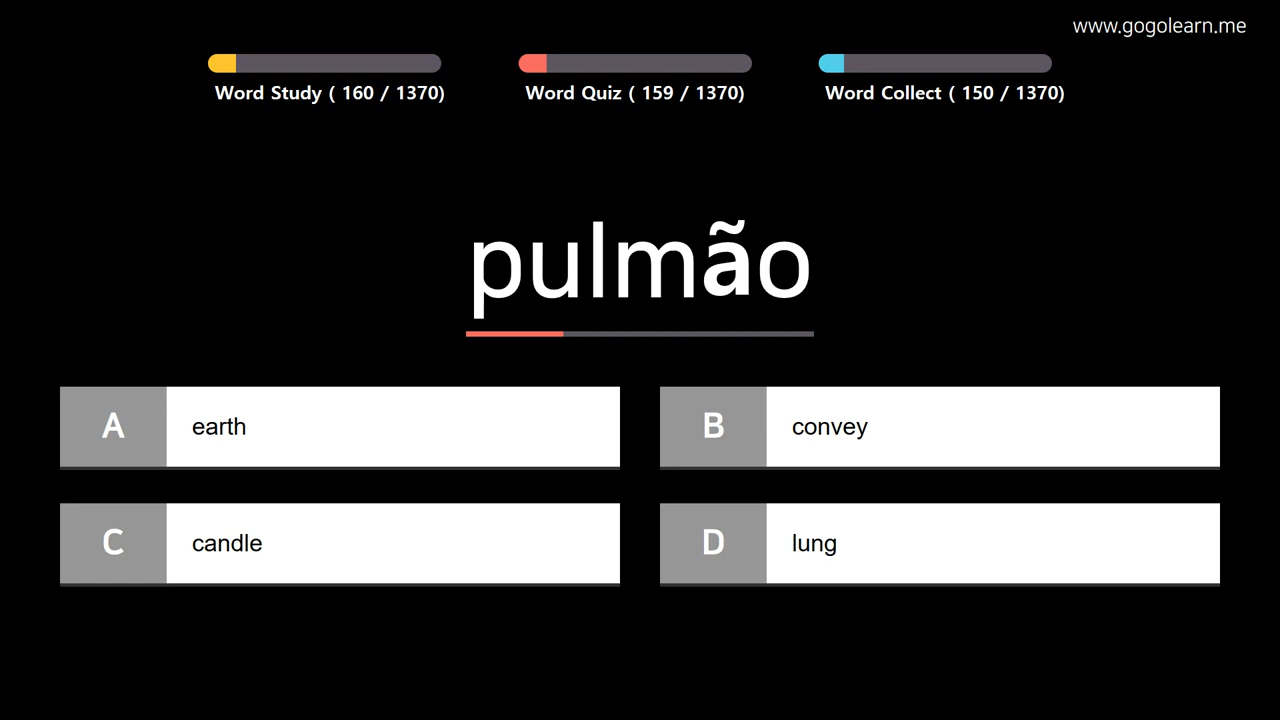 www.gogolearn.me
Word Study ( 160 / 1370)
Word Quiz ( 159 / 1370)
Word Collect ( 150 / 1370)
pulmão
A earth
B convey
C candle
D lung